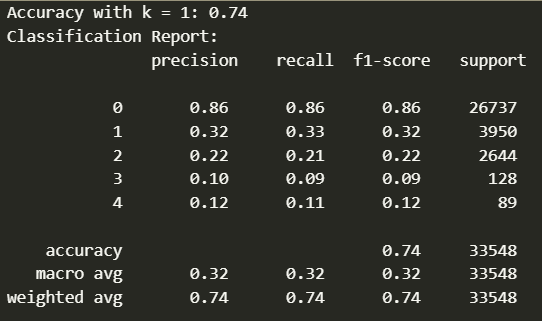 Accuracy with k = 1: 0.74
Classification Report:
precision recall f1-score support
0 0.86 0.86 0.86 26737
1 0.32 0.33 0.32 3950
2 0.22 0.21 0.22 2644
3 0.10 0.09 0.09 128
4 0.12 0.11 0.12 89
accuracy 0.74 33548
macro avg 0.32 0.32 0.32 33548
weighted avg 0.74 0.74 0.74 33548